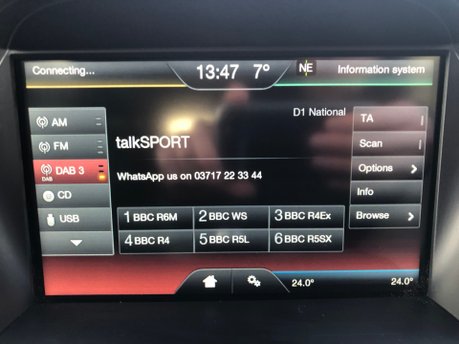 Connecting...
13:47 7°
NE
Information system
AM
FM
DAB 3
DAB
CD
USB
D1 National
talkSPORT
WhatsApp us on 03717 22 33 44
1 BBC R6M 2 BBC WS 3 BBC R4Ex
4 BBC R4 5 BBC R5L 6 BBC R5SX
TA
Scan
Options
Info
Browse
24.0° 24.0°